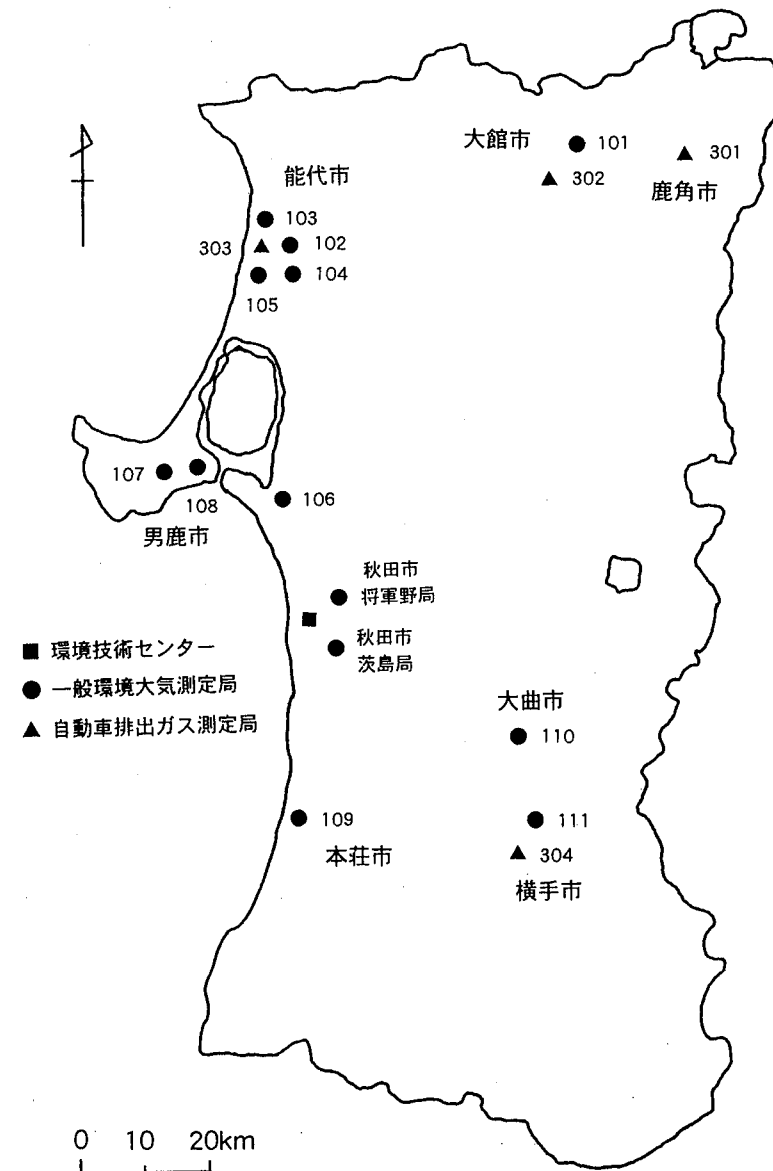 大館市
101
301
302
鹿角市
能代市
103
303
102
104
105
107
108
106
男鹿市
秋田市
将軍野局
秋田市
茨島局
■ 環境技術センター
● 一般環境大気測定局
▲ 自動車排出ガス測定局
大曲市
110
109
111
本荘市
304
横手市
0 10 20km